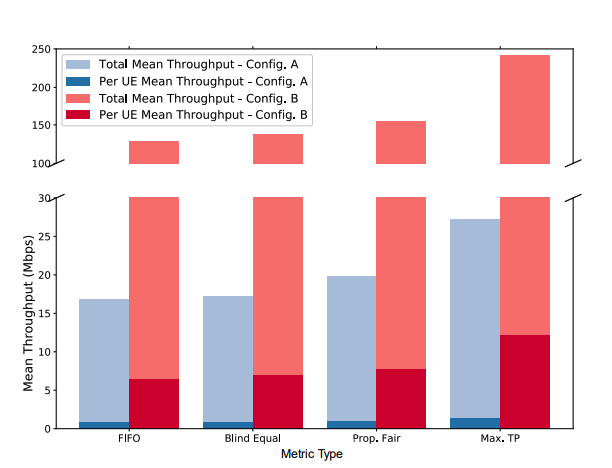 250
200
150
100
Total Mean Throughput - Config. A
Per UE Mean Throughput - Config. A
Total Mean Throughput - Config. B
Per UE Mean Throughput - Config. B
30
25
20
15
10
5
0
Mean Throughput (Mbps)
FIFO
Blind Equal
Prop. Fair
Max. TP
Metric Type